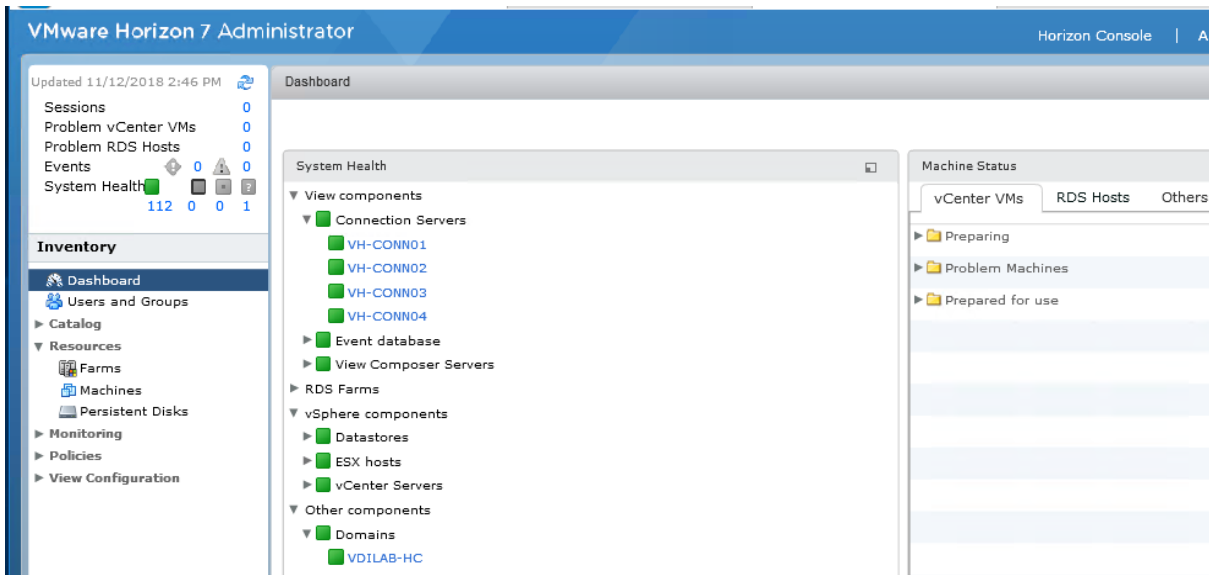 VMware Horizon 7 Administrator
Horizon Console | A
Updated 11/12/2018 2:46 PM
Sessions 0
Problem vCenter VMs 0
Problem RDS Hosts 0
Events 0 0
System Health
112 0 0 1
Inventory
Dashboard
Users and Groups
Catalog
Resources
Farms
Machines
Persistent Disks
Monitoring
Policies
View Configuration
Dashboard
System Health
View components
Connection Servers
VH-CONN01
VH-CONN02
VH-CONN03
VH-CONN04
Event database
View Composer Servers
RDS Farms
vSphere components
Datastores
ESX hosts
vCenter Servers
Other components
Domains
VDILAB-HC
Machine Status
vCenter VMs RDS Hosts Others
Preparing
Problem Machines
Prepared for use